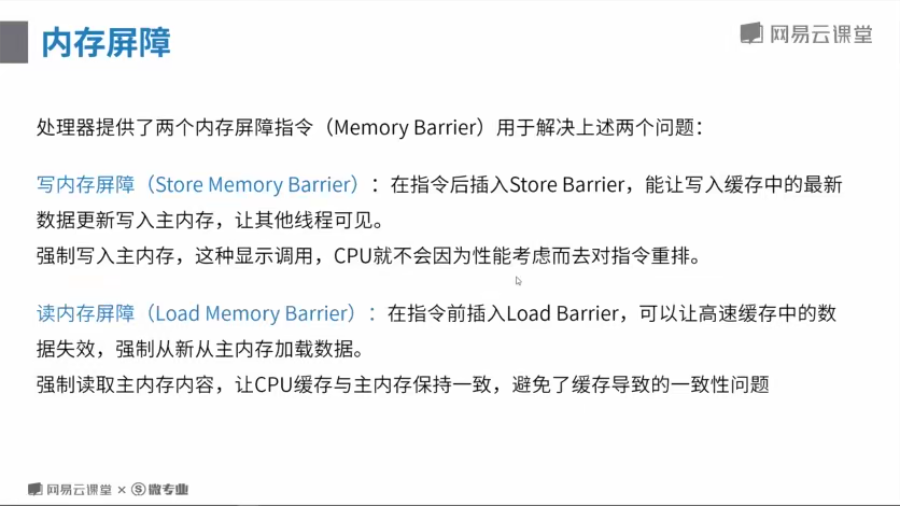 内存屏障
网易云课堂
处理器提供了两个内存屏障指令（Memory Barrier）用于解决上述两个问题：
写内存屏障（Store Memory Barrier）：在指令后插入Store Barrier，能让写入缓存中的最新
数据更新写入主内存，让其他线程可见。
强制写入主内存，这种显示调用，CPU就不会因为性能考虑而去对指令重排。
读内存屏障（Load Memory Barrier）：在指令前插入Load Barrier，可以让高速缓存中的数
据失效，强制从新从主内存加载数据。
强制读取主内存内容，让CPU缓存与主内存保持一致，避免了缓存导致的一致性问题
网易云课堂 × Ⓢ微专业